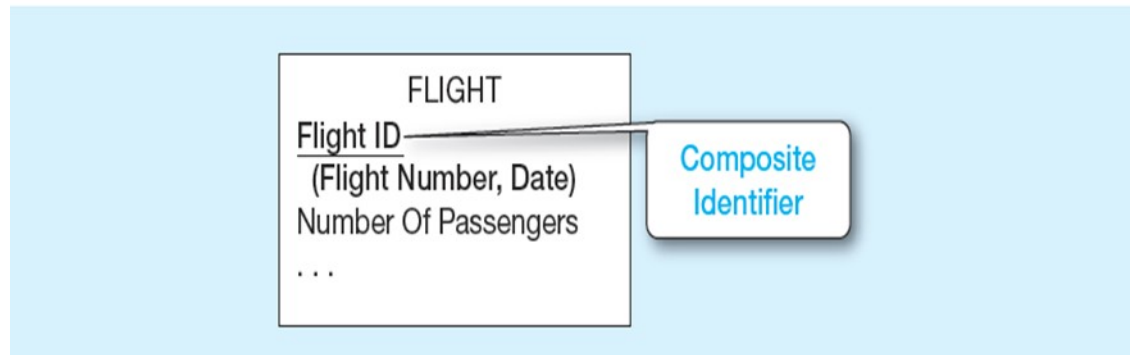 FLIGHT
Flight ID
(Flight Number, Date)
Number Of Passengers
. . .
Composite
Identifier